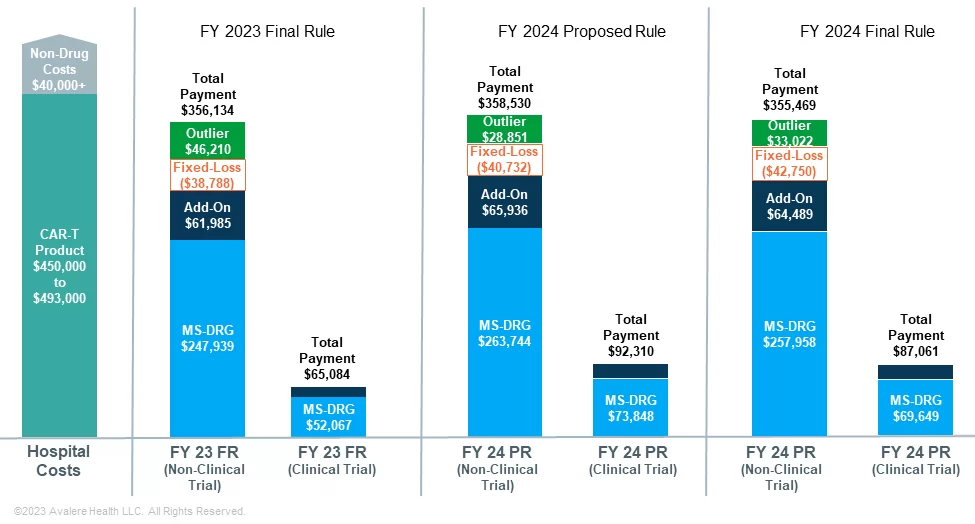 FY 2023 Final Rule
FY 2024 Proposed Rule
FY 2024 Final Rule
Non-Drug
Costs
$40,000+
CAR-T
Product
$450,000
to
$493,000
Hospital
Costs
Total
Payment
$356,134
Outlier
$46,210
Fixed-Loss
($38,788)
Add-On
$61,985
MS-DRG
$247,939
FY 23 FR
(Non-Clinical
Trial)
Total
Payment
$65,084
MS-DRG
$52,067
FY 23 FR
(Clinical Trial)
Total
Payment
$358,530
Outlier
$28,851
Fixed-Loss
($40,732)
Add-On
$65,936
MS-DRG
$263,744
FY 24 PR
(Non-Clinical
Trial)
Total
Payment
$92,310
MS-DRG
$73,848
FY 24 PR
(Clinical Trial)
Total
Payment
$355,469
Outlier
$33,022
Fixed-Loss
($42,750)
Add-On
$64,489
MS-DRG
$257,958
FY 24 PR
(Non-Clinical
Trial)
Total
Payment
$87,061
MS-DRG
$69,649
FY 24 PR
(Clinical Trial)
©2023 Avalere Health LLC. All Rights Reserved.